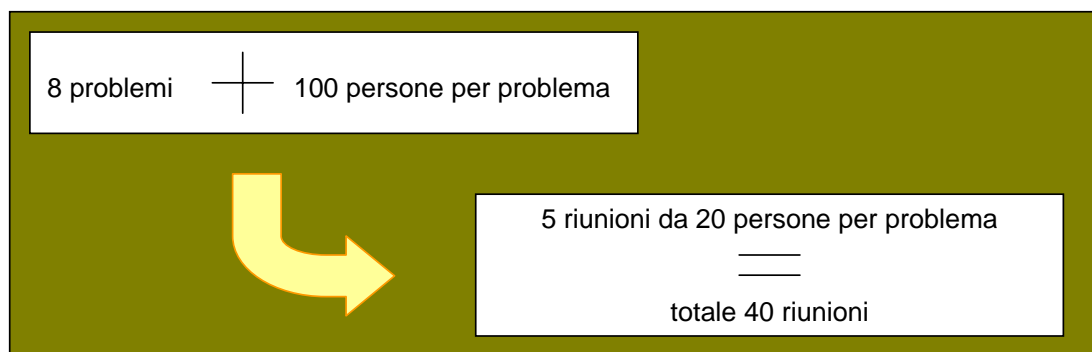 8 problemi + 100 persone per problema
5 riunioni da 20 persone per problema
=
totale 40 riunioni